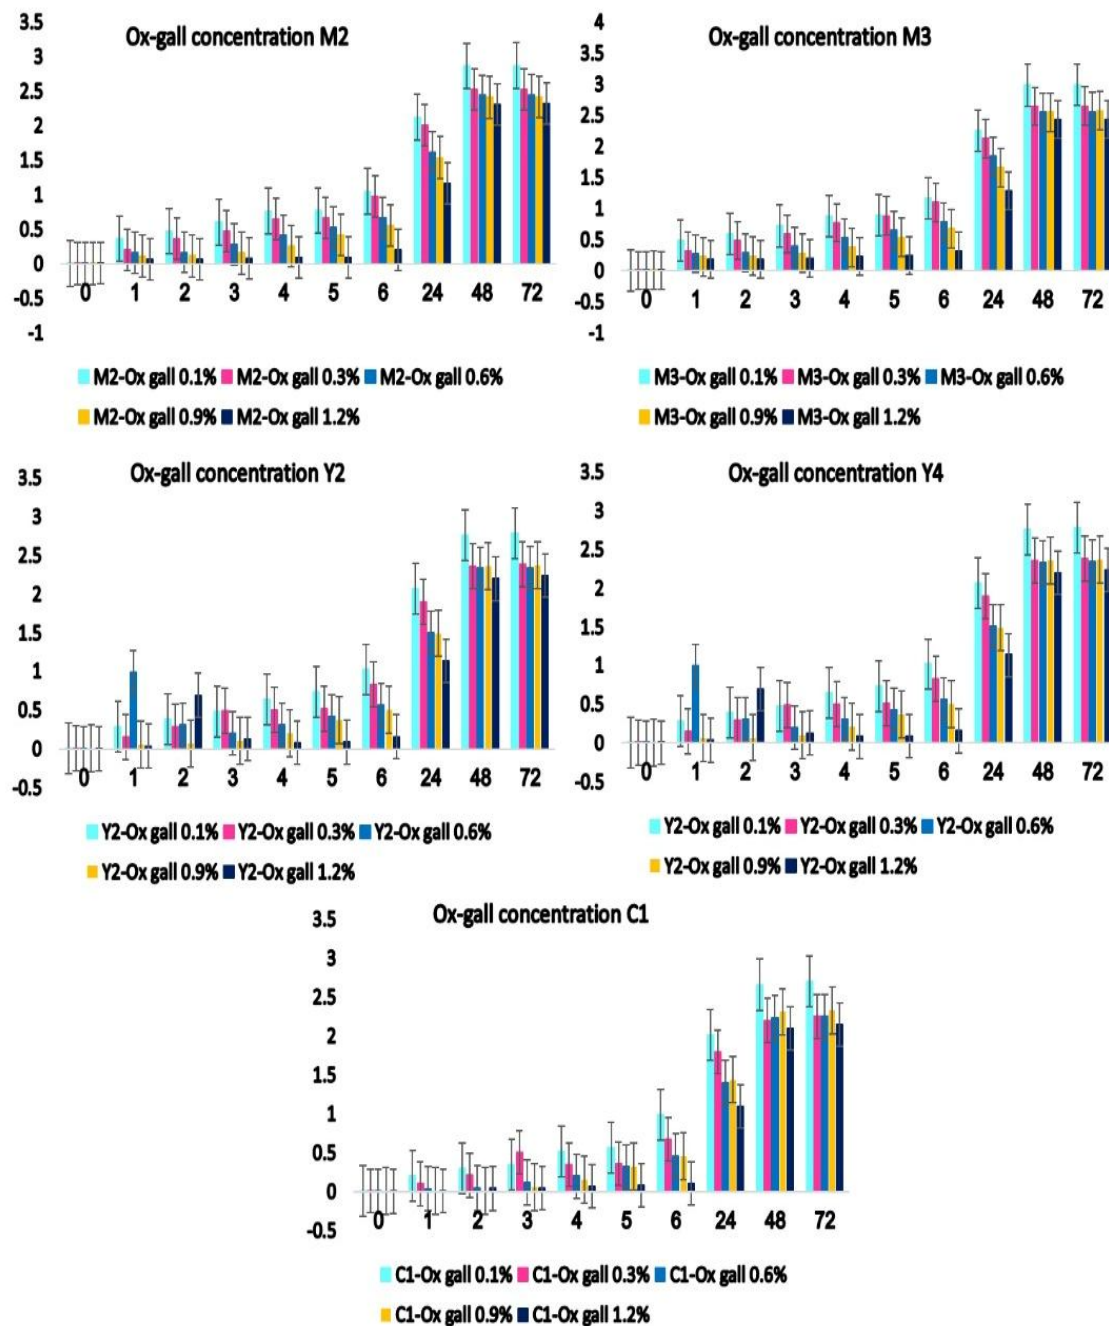 Ox-gall concentration M2
3.5
3
2.5
2
1.5
1
0.5
0
-0.5
-1
0 1 2 3 4 5 6 24 48 72
M2-Ox gall 0.1% M2-Ox gall 0.3% M2-Ox gall 0.6%
M2-Ox gall 0.9% M2-Ox gall 1.2%
Ox-gall concentration M3
4
3.5
3
2.5
2
1.5
1
0.5
0
-0.5
-1
0 1 2 3 4 5 6 24 48 72
M3-Ox gall 0.1% M3-Ox gall 0.3% M3-Ox gall 0.6%
M3-Ox gall 0.9% M3-Ox gall 1.2%
Ox-gall concentration Y2
3.5
3
2.5
2
1.5
1
0.5
0
-0.5
0 1 2 3 4 5 6 24 48 72
Y2-Ox gall 0.1% Y2-Ox gall 0.3% Y2-Ox gall 0.6%
Y2-Ox gall 0.9% Y2-Ox gall 1.2%
Ox-gall concentration Y4
3.5
3
2.5
2
1.5
1
0.5
0
-0.5
0 1 2 3 4 5 6 24 48 72
Y2-Ox gall 0.1% Y2-Ox gall 0.3% Y2-Ox gall 0.6%
Y2-Ox gall 0.9% Y2-Ox gall 1.2%
Ox-gall concentration C1
3.5
3
2.5
2
1.5
1
0.5
0
-0.5
0 1 2 3 4 5 6 24 48 72
C1-Ox gall 0.1% C1-Ox gall 0.3% C1-Ox gall 0.6%
C1-Ox gall 0.9% C1-Ox gall 1.2%